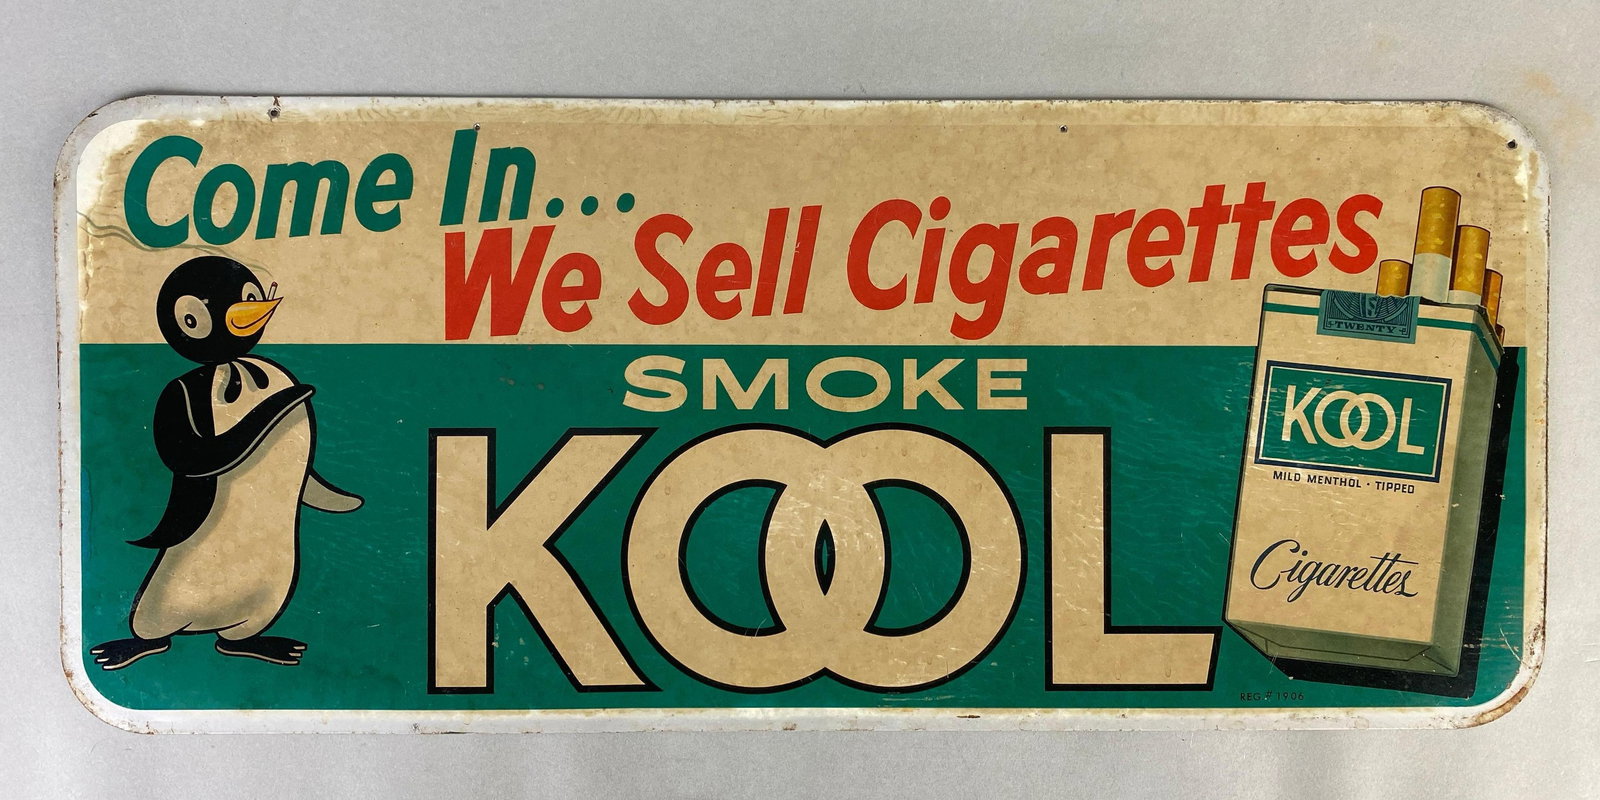 Come In...
We Sell Cigarettes
SMOKE
KOOL
TWENTY
KOOL
MILD MENTHOL · TIPPED
Cigarettes
REG. # 1906